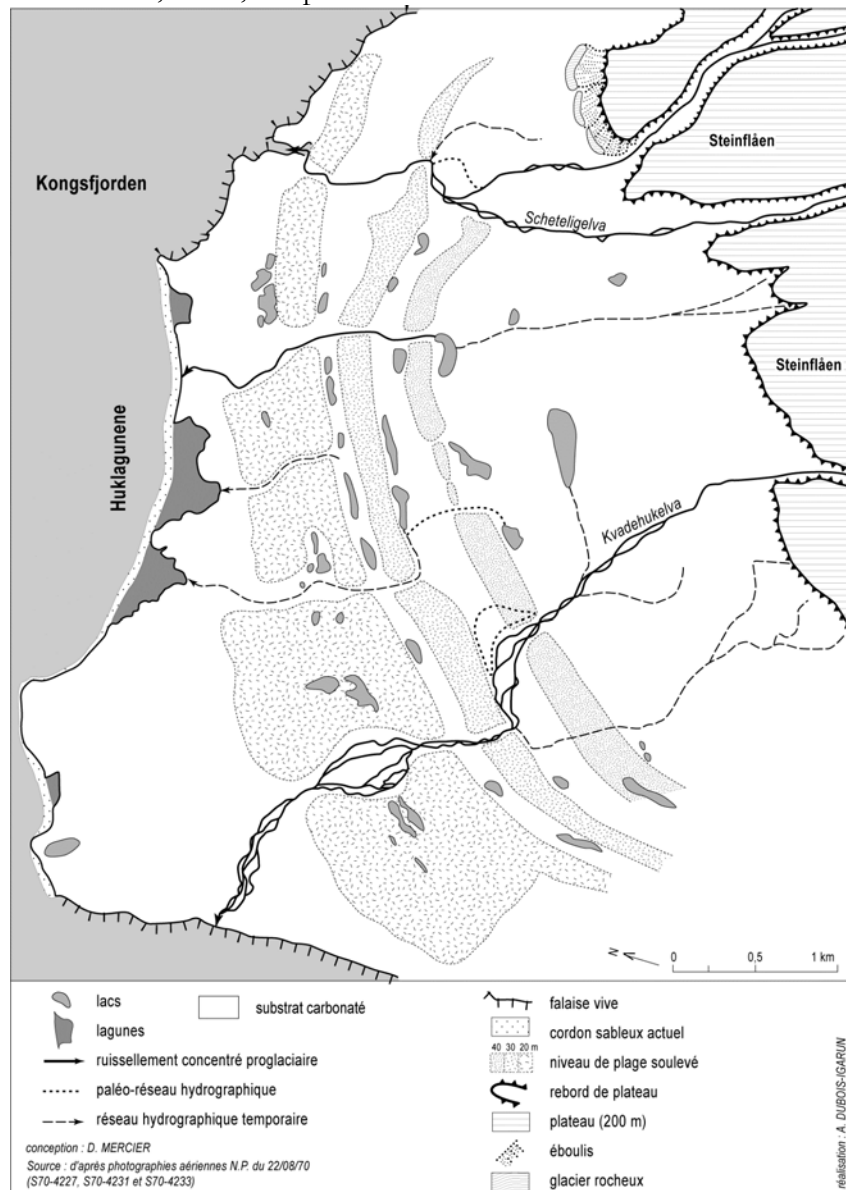 Steinflåen
Kongsfjorden
Scheteligelva
Steinflåen
Huklagunene
Kvadehukelva
N
0 0,5 1 km
lacs
substrat carbonaté
lagunes
ruissellement concentré proglaciaire
paléo-réseau hydrographique
réseau hydrographique temporaire
conception : D. MERCIER
Source : d'après photographies aériennes N.P. du 22/08/70
(S70-4227, S70-4231 et S70-4233)
falaise vive
cordon sableux actuel
40 30 20 m
niveau de plage soulevé
rebord de plateau
plateau (200 m)
éboulis
glacier rocheux
réalisation : A. DUBOIS-IGARUN